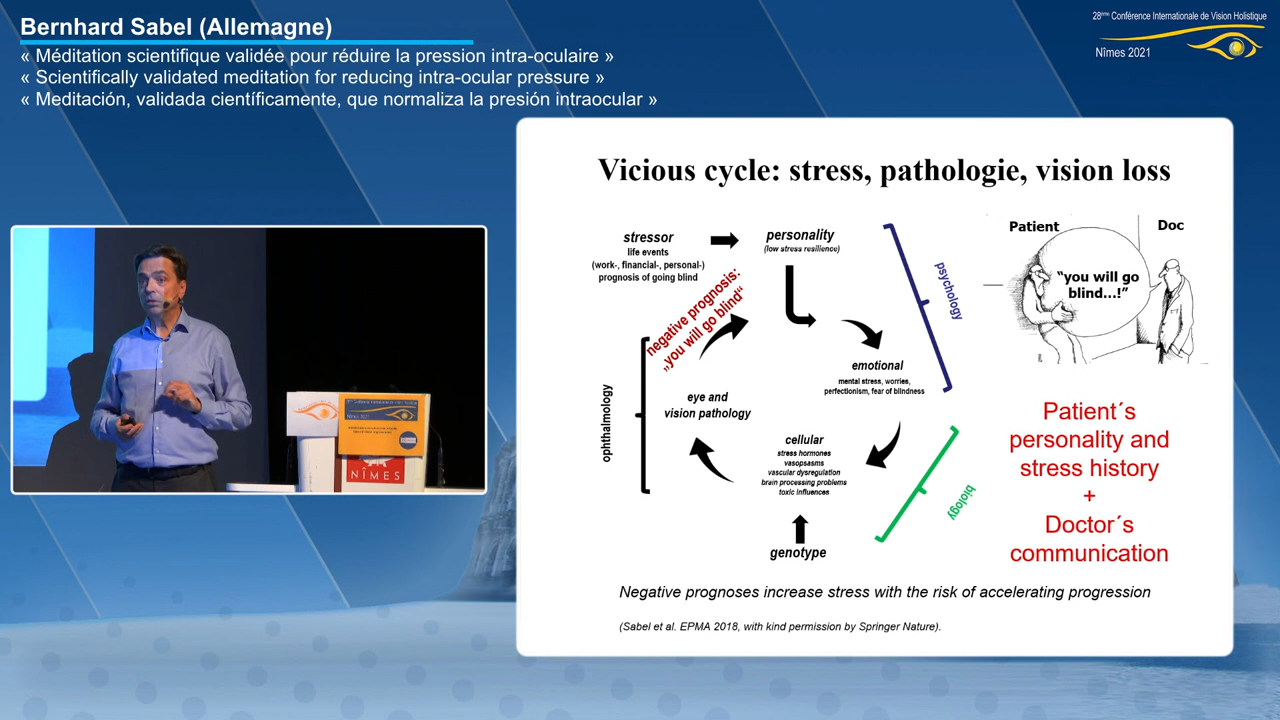 Bernhard Sabel (Allemagne)
« Méditation scientifique validée pour réduire la pression intra-oculaire »
« Scientifically validated meditation for reducing intra-ocular pressure »
« Meditación, validada científicamente, que normaliza la presión intraocular »
28ème Conférence Internationale de Vision Holistique
Nîmes 2021
Vicious cycle: stress, pathologie, vision loss
stressor
life events
(work-, financial-, personal-)
prognosis of going blind
personality
(low stress resilience)
negative prognosis:
„you will go blind“
psychology
emotional
mental stress, worries,
perfectionism, fear of blindness
eye and
vision pathology
ophthalmology
cellular
stress hormones
vasopsasms
vascular dysregulation
brain processing problems
toxic influences
biology
genotype
Patient
Doc
“you will go
blind...!”
Patient´s
personality and
stress history
+
Doctor´s
communication
Negative prognoses increase stress with the risk of accelerating progression
(Sabel et al. EPMA 2018, with kind permission by Springer Nature).
Nîmes 2021
NÎMES